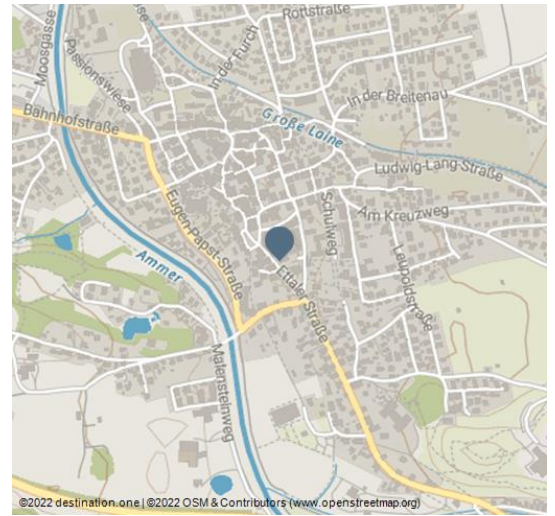 Rottstraße
Moosgasse
Passionswiese
In der Furch
In der Breitenau
Bahnhofstraße
Große Laine
Ludwig-Lang-Straße
Schulweg
Am Kreuzweg
Eugen-Papst-Straße
Ammer
Ettaler Straße
Leupoldstraße
Malensteinweg
©2022 destination.one | ©2022 OSM & Contributors (www.openstreetmap.org)